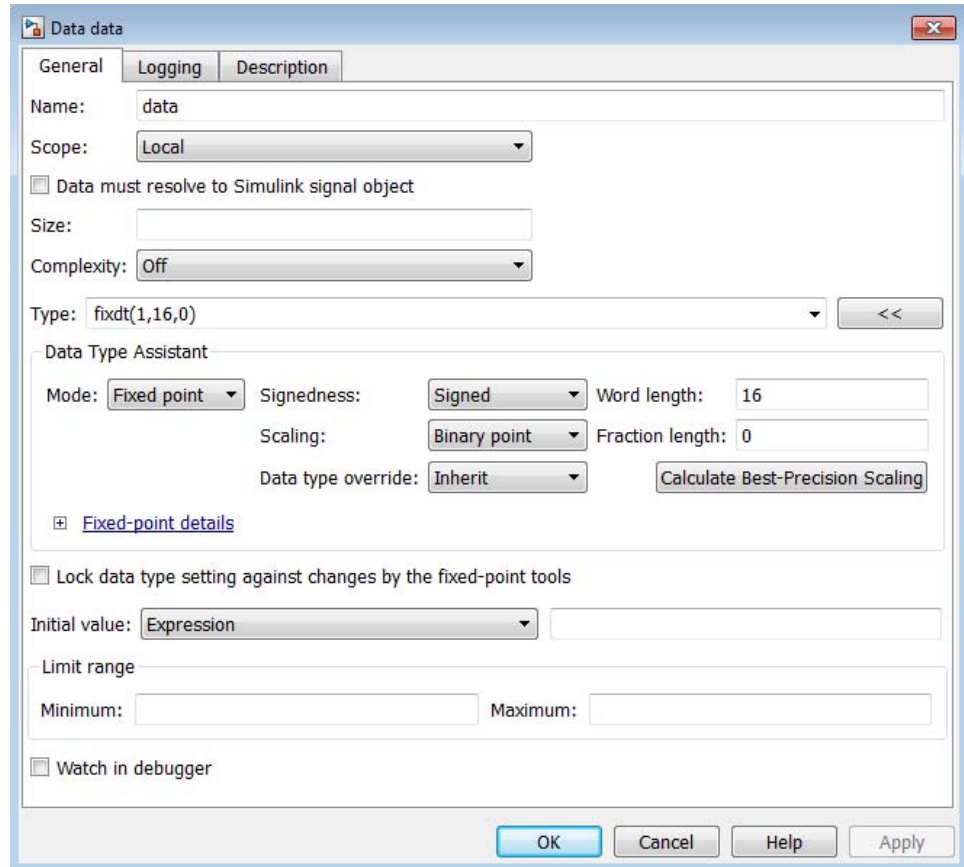 Data data
General Logging Description
Name: data
Scope: Local
Data must resolve to Simulink signal object
Size:
Complexity: Off
Type: fixdt(1,16,0) <<
Data Type Assistant
Mode: Fixed point Signedness: Signed Word length: 16
Scaling: Binary point Fraction length: 0
Data type override: Inherit Calculate Best-Precision Scaling
Fixed-point details
Lock data type setting against changes by the fixed-point tools
Initial value: Expression
Limit range
Minimum: Maximum:
Watch in debugger
OK Cancel Help Apply